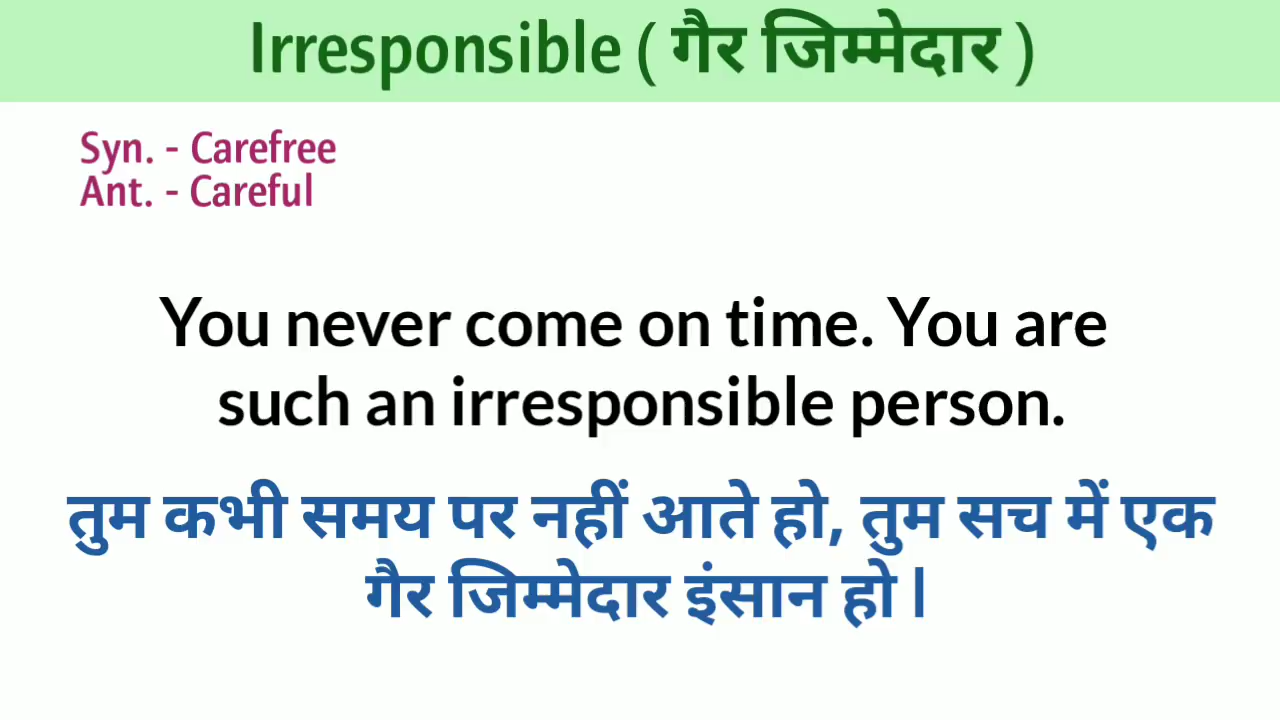 Irresponsible ( गैर जिम्मेदार )
Syn. - Carefree
Ant. - Careful
You never come on time. You are
such an irresponsible person.
तुम कभी समय पर नहीं आते हो, तुम सच में एक
गैर जिम्मेदार इंसान हो।